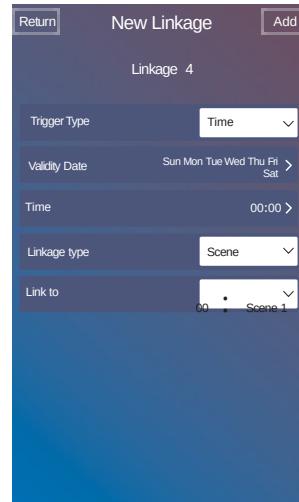 Return New Linkage Add
Linkage 4
Trigger Type Time
Validity Date Sun Mon Tue Wed Thu Fri
Sat
Time 00:00
Linkage type Scene
Link to
00 : Scene 1